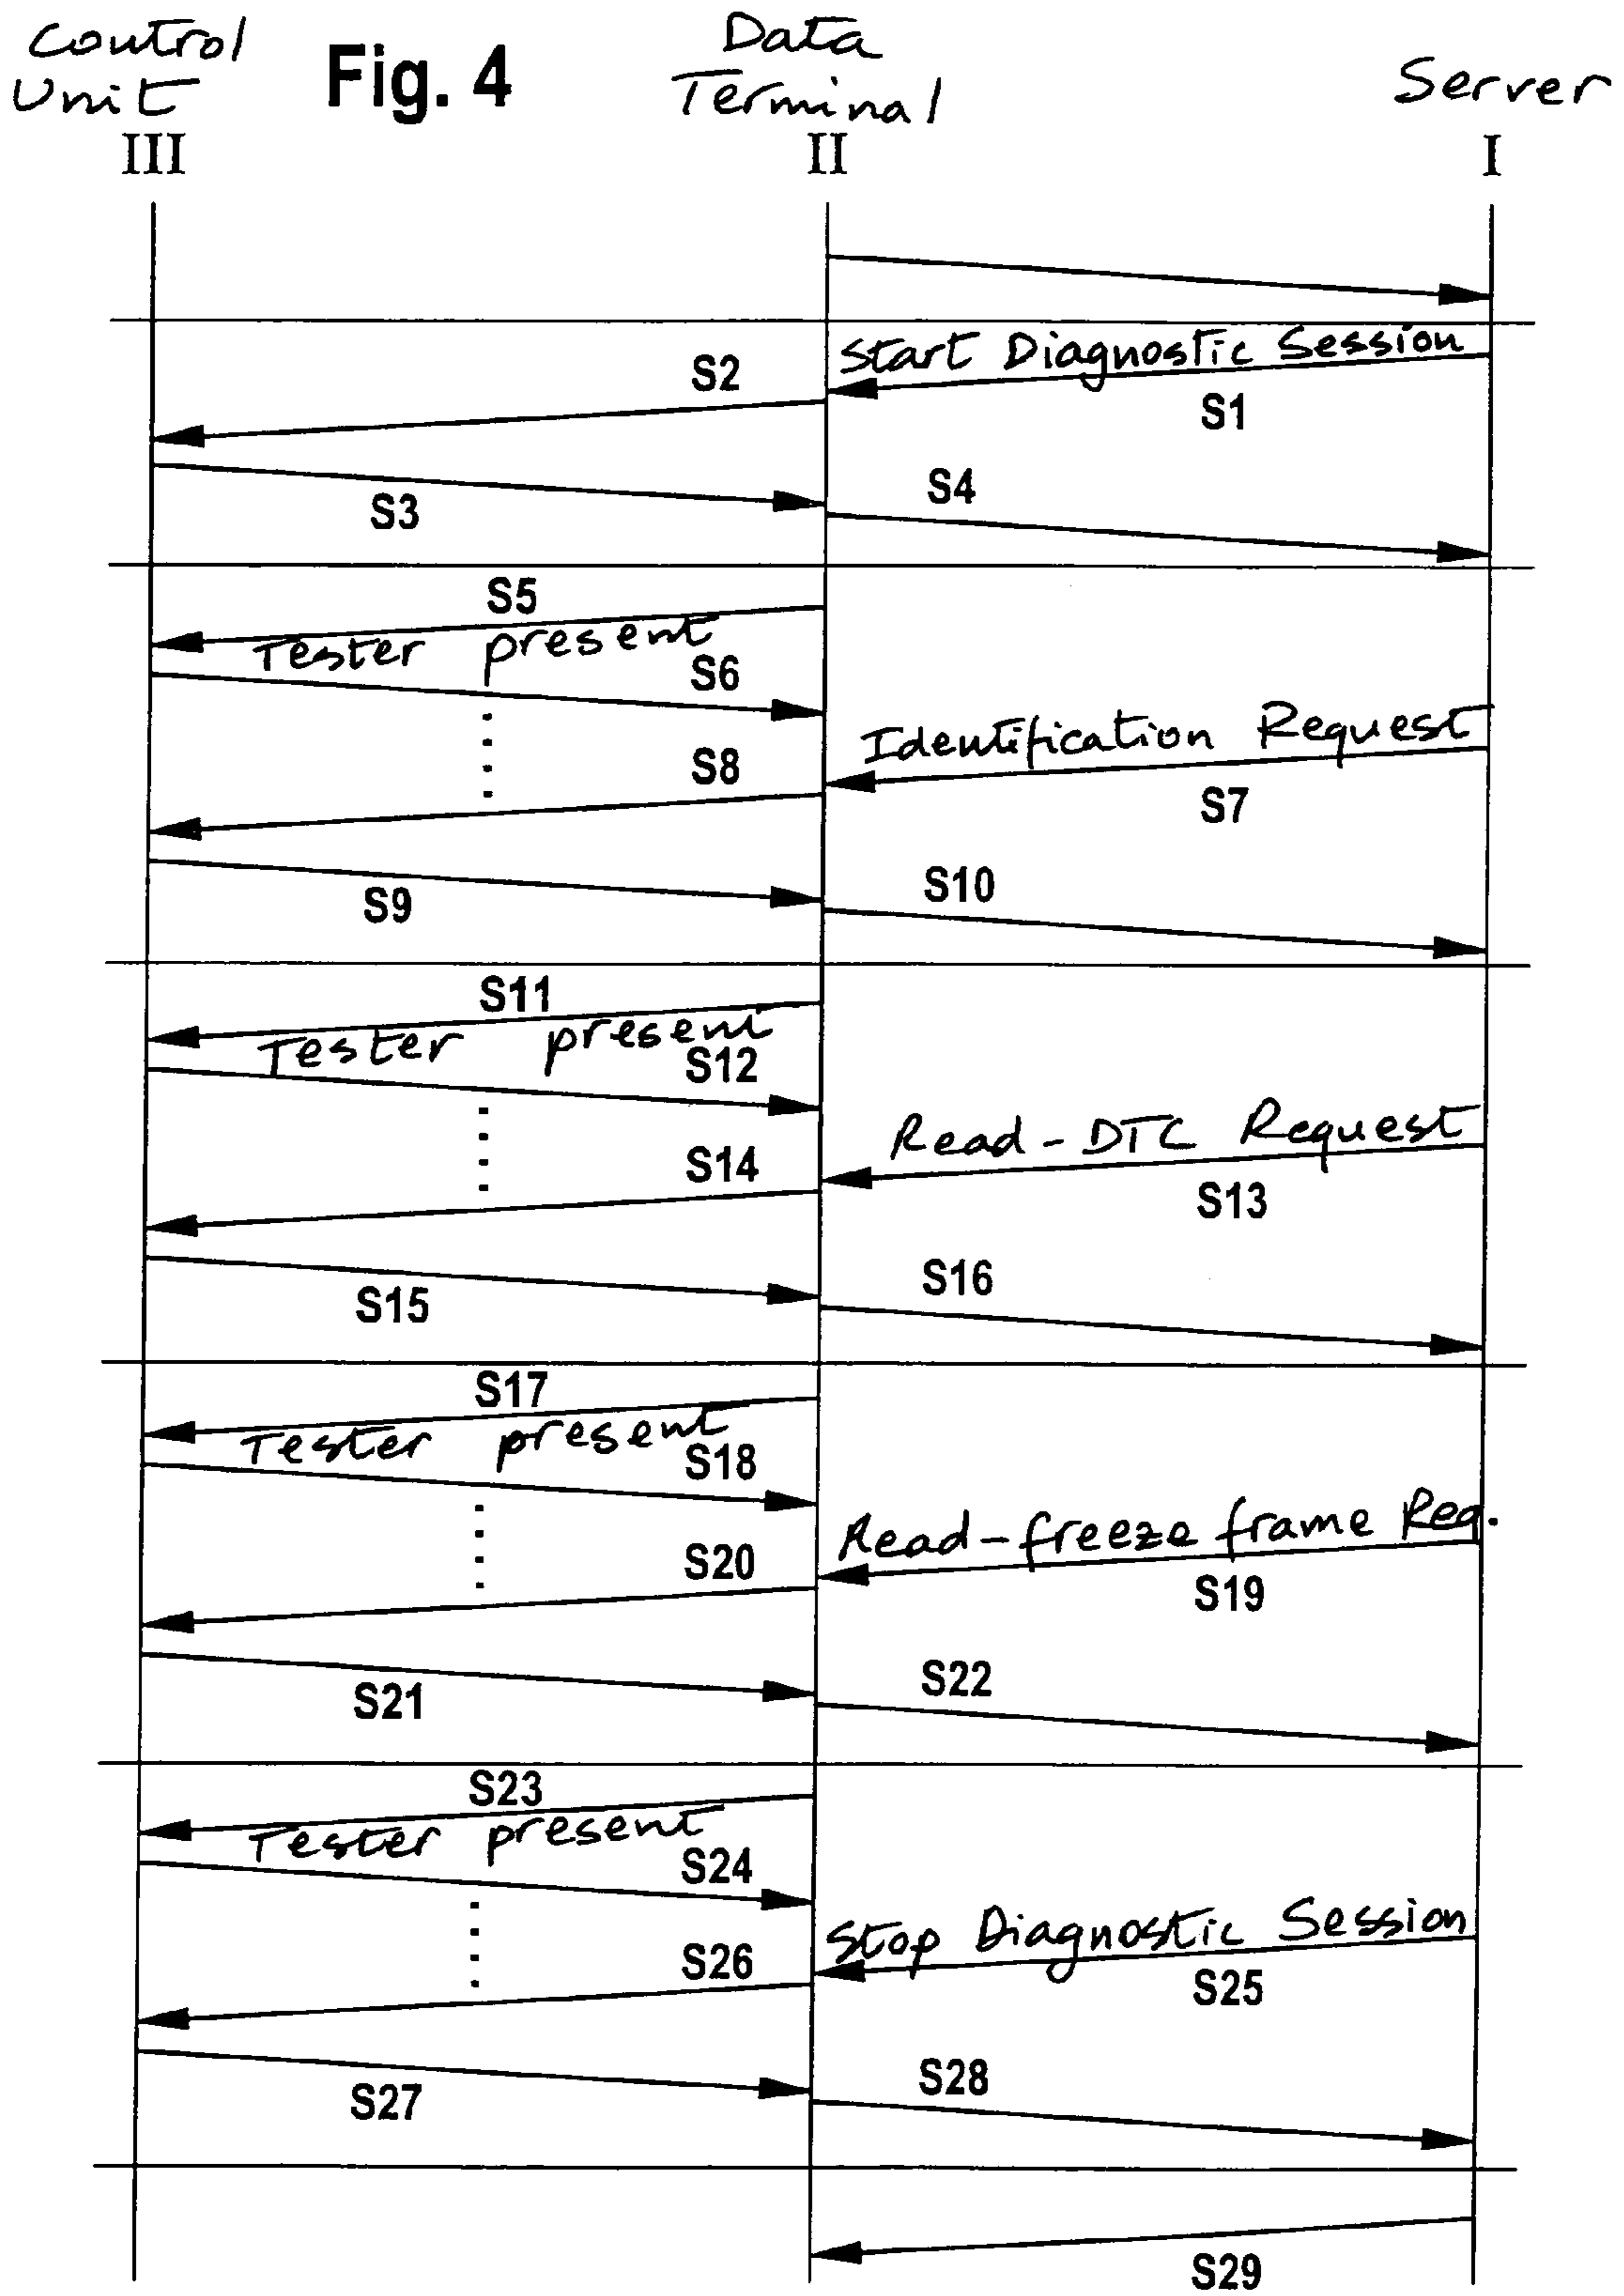 Control
Unit
Fig. 4
Data
Terminal
Server
III
II
I
Start Diagnostic Session
S2
S1
S4
S3
S5
Tester present
S6
Identification Request
S8
S7
S10
S9
S11
Tester present
S12
Read-DTC Request
S14
S13
S16
S15
S17
Tester present
S18
Read-freeze frame Req.
S20
S19
S22
S21
S23
Tester present
S24
Stop Diagnostic Session
S26
S25
S28
S27
S29